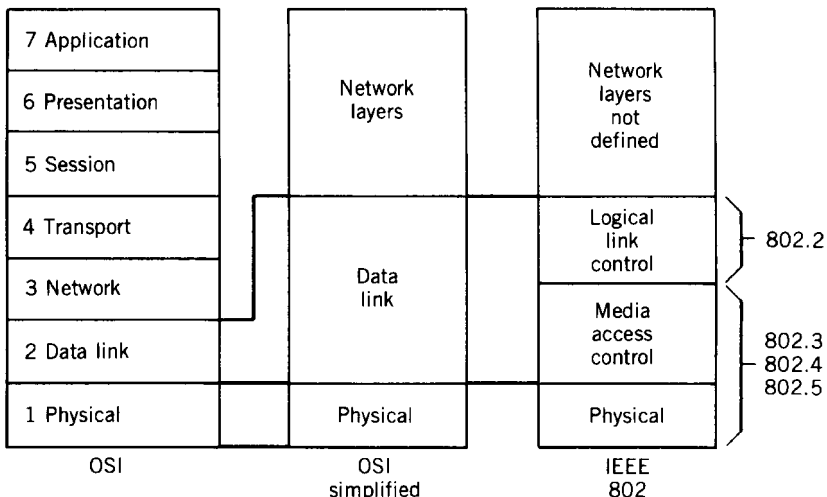 7 Application
6 Presentation
5 Session
4 Transport
3 Network
2 Data link
1 Physical
OSI
Network
layers
Data
link
Physical
OSI
simplified
Network
layers
not
defined
Logical
link
control
Media
access
control
Physical
IEEE
802
802.2
802.3
802.4
802.5